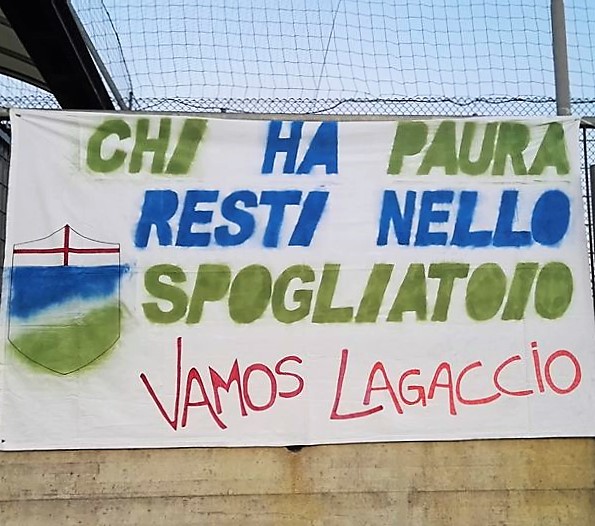 CHI HA PAURA
RESTI NELLO
SPOGLIATOIO
VAMOS LAGACCIO